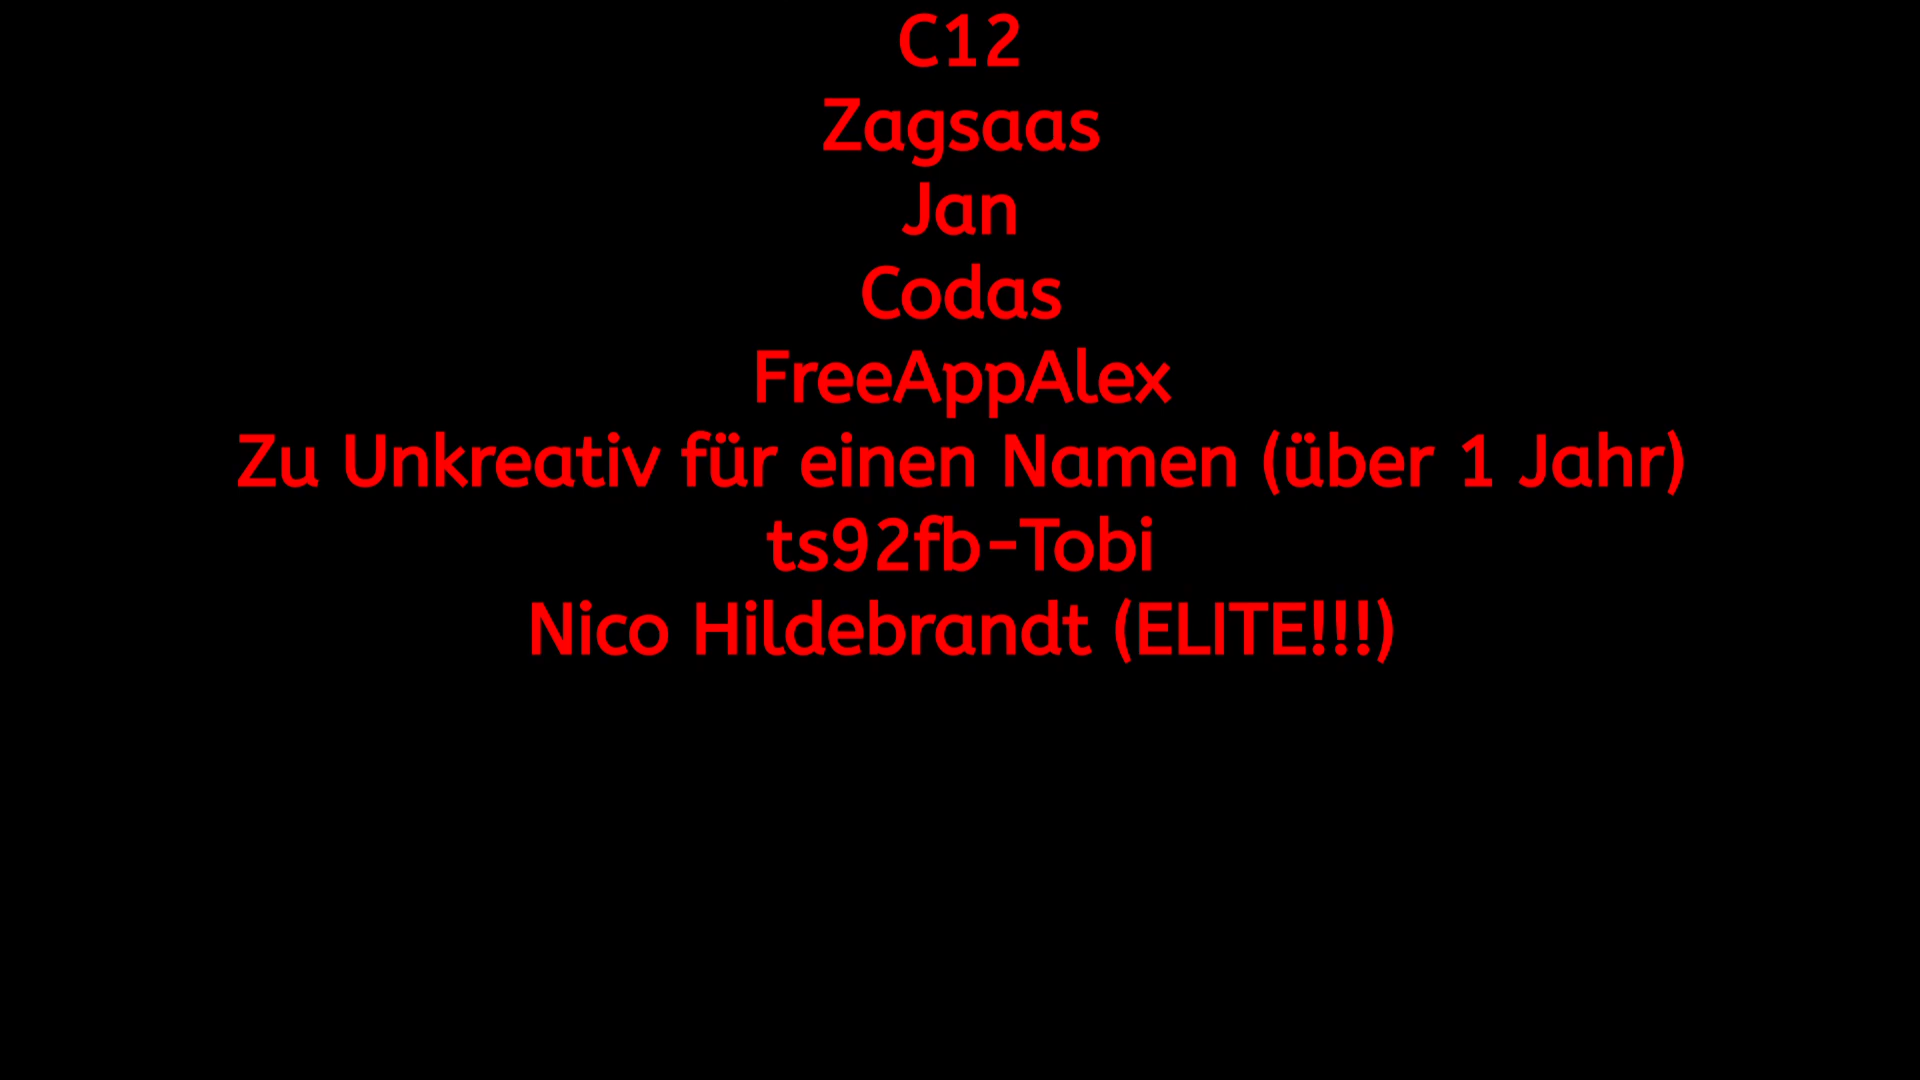 C12
Zagsaas
Jan
Codas
FreeAppAlex
Zu Unkreativ für einen Namen (über 1 Jahr)
ts92fb-Tobi
Nico Hildebrandt (ELITE!!!)